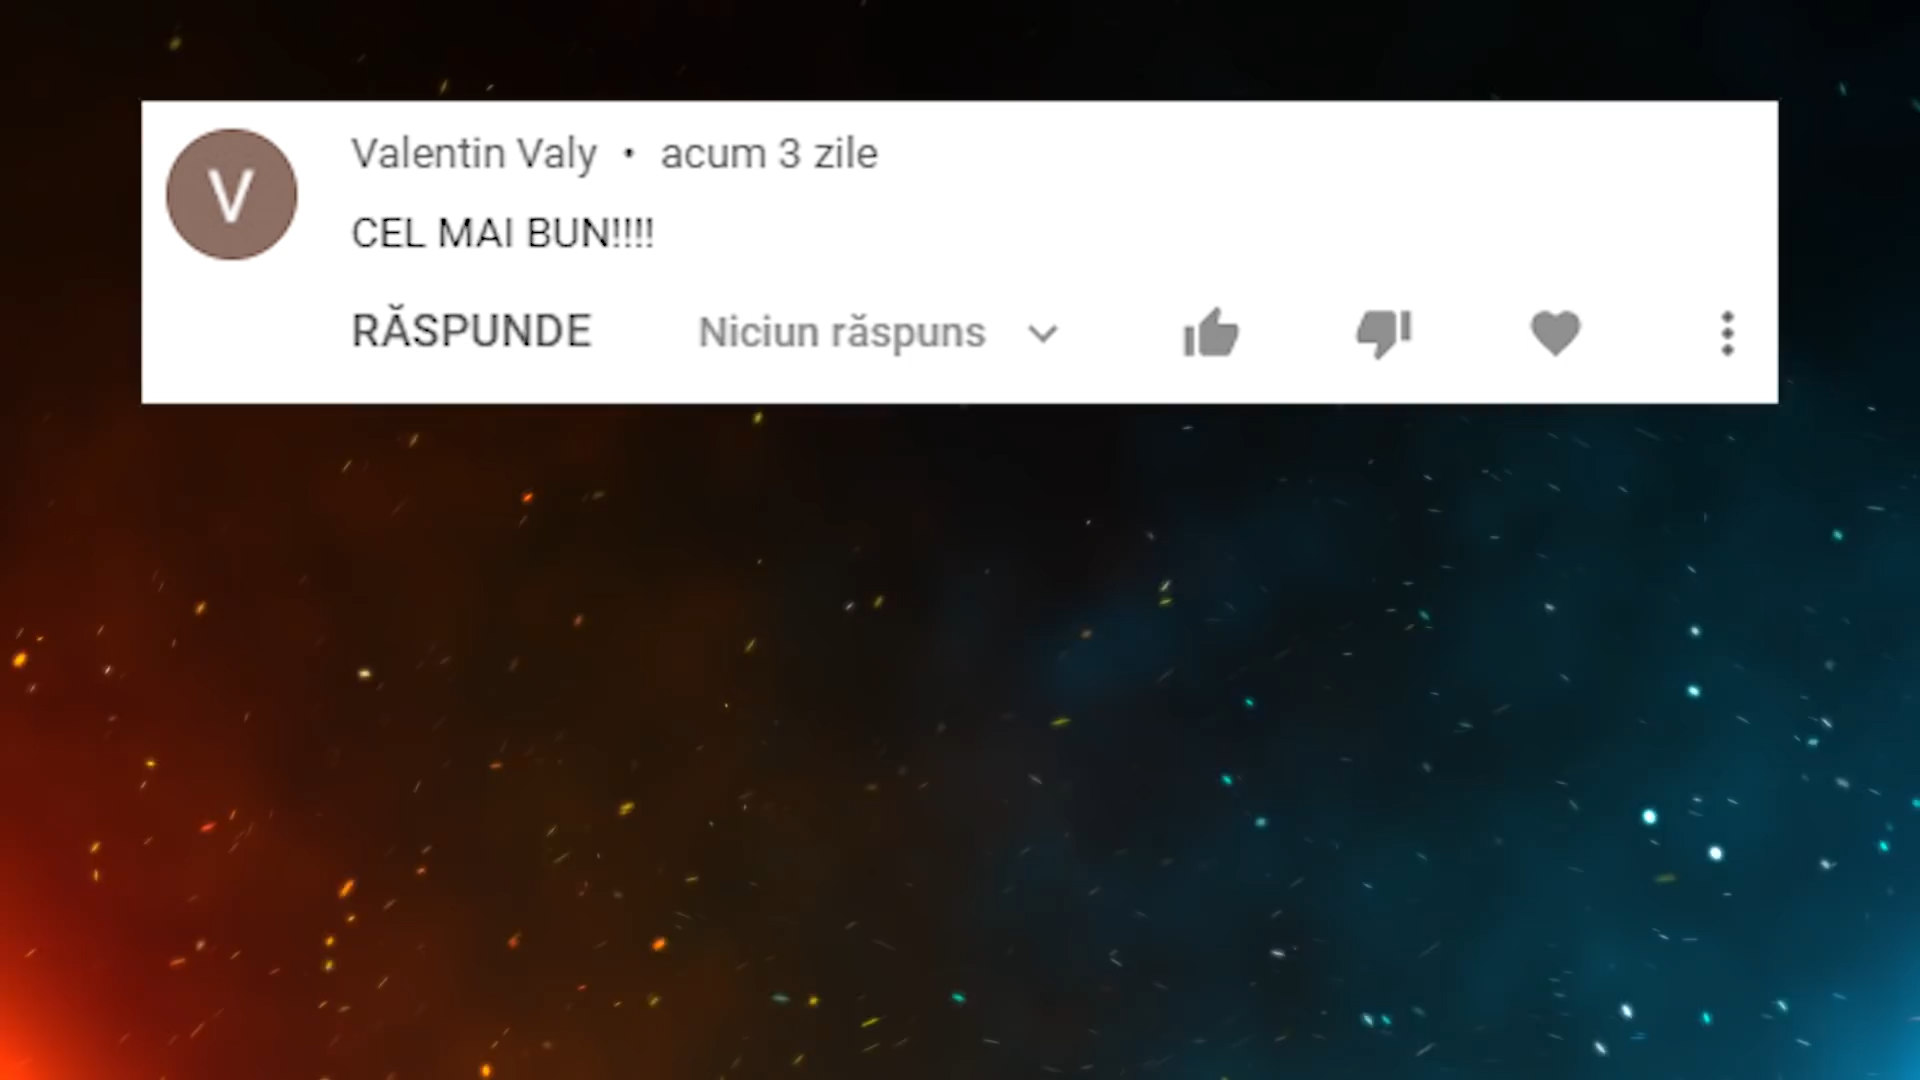 V
Valentin Valy • acum 3 zile
CEL MAI BUN!!!!
RĂSPUNDE Niciun răspuns